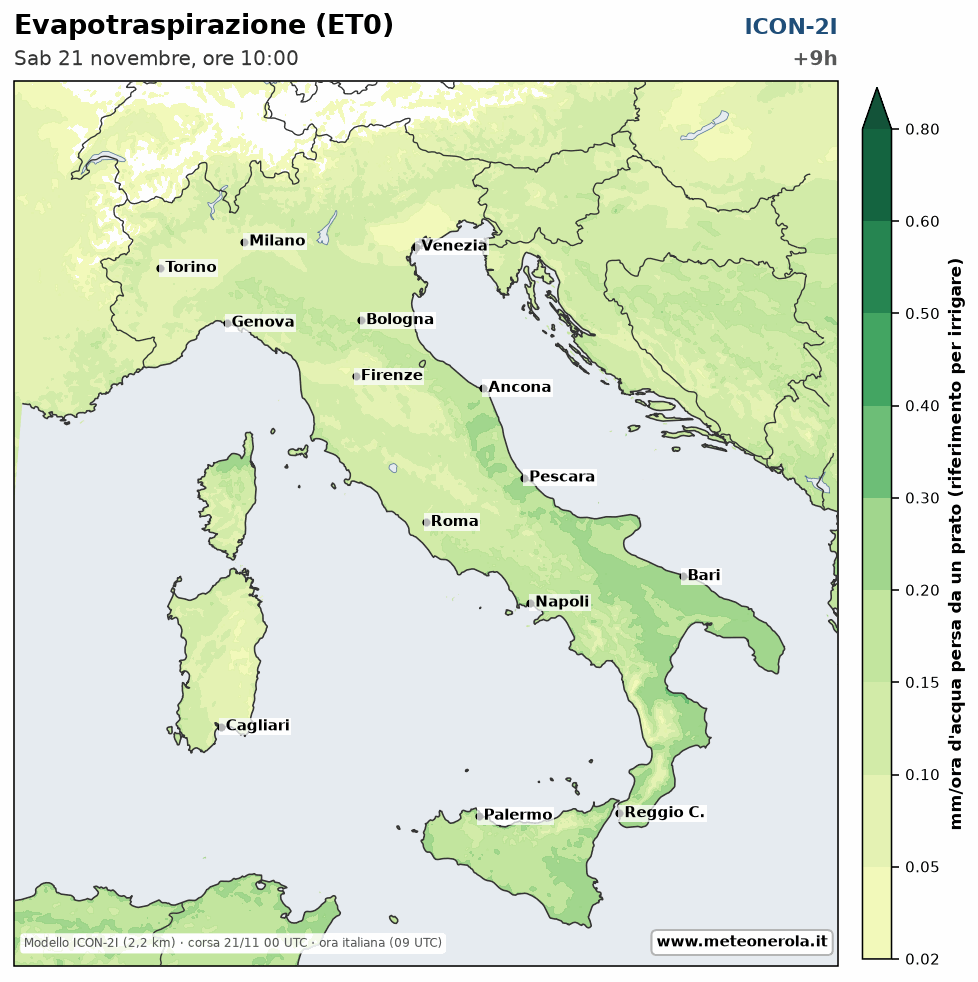 Evapotraspirazione (ET0)
ICON-2I
Sab 21 novembre, ore 10:00
+9h
Milano
Venezia
Torino
Genova
Bologna
Firenze
Ancona
Pescara
Roma
Bari
Napoli
Cagliari
Palermo
Reggio C.
0.80
0.60
0.50
0.40
0.30
0.20
0.15
0.10
0.05
0.02
mm/ora d'acqua persa da un prato (riferimento per irrigare)
Modello ICON-2I (2,2 km) · corsa 21/11 00 UTC · ora italiana (09 UTC)
www.meteonerola.it